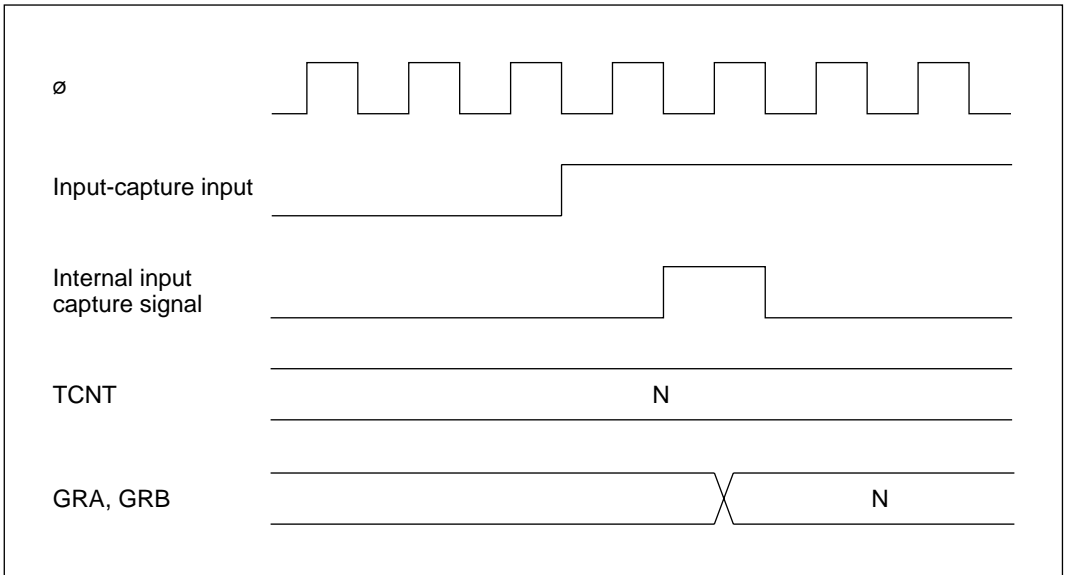 ø
Input-capture input
Internal input
capture signal
TCNT
N
GRA, GRB
N